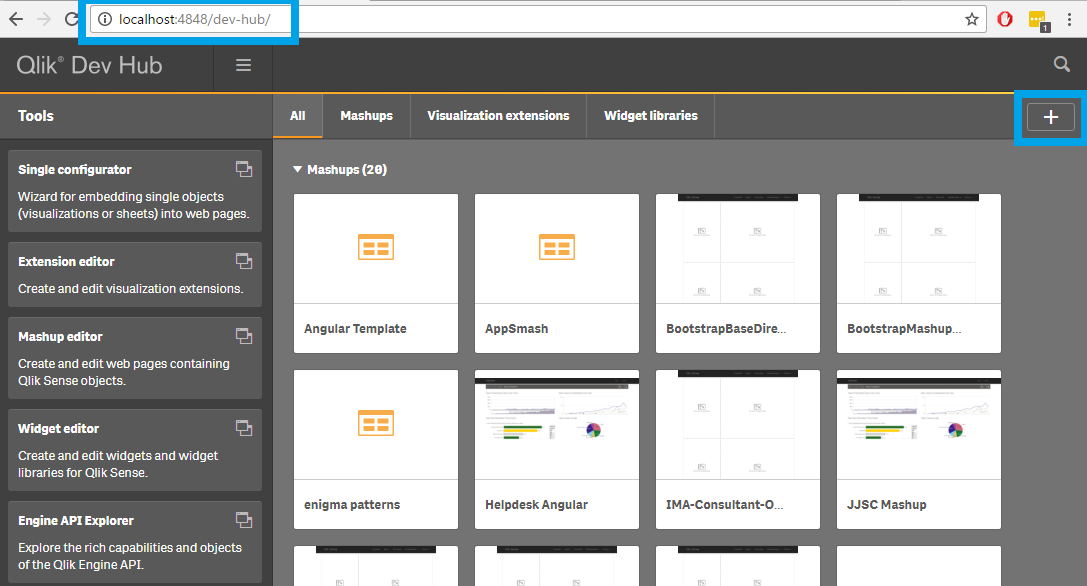 localhost:4848/dev-hub/
1
Qlik® Dev Hub
Tools
All
Mashups
Visualization extensions
Widget libraries
+
Single configurator
Wizard for embedding single objects
(visualizations or sheets) into web pages.
Extension editor
Create and edit visualization extensions.
Mashup editor
Create and edit web pages containing
Qlik Sense objects.
Widget editor
Create and edit widgets and widget
libraries for Qlik Sense.
Engine API Explorer
Explore the rich capabilities and objects
of the Qlik Engine API.
Mashups (20)
Angular Template
AppSmash
BootstrapBaseDire...
BootstrapMashup...
enigma patterns
Helpdesk Angular
IMA-Consultant-O...
JJSC Mashup